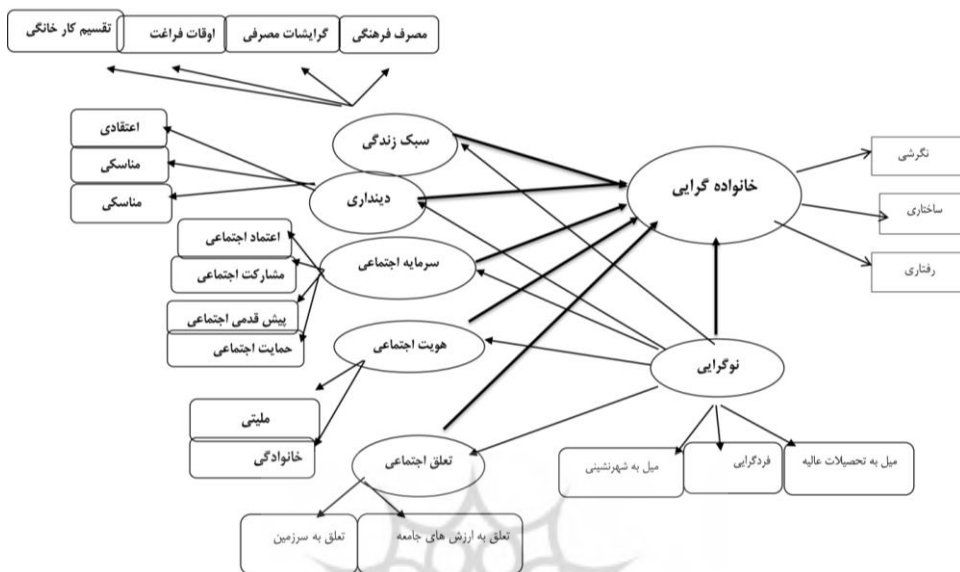 مصرف فرهنگی
گرایشات مصرفی
اوقات فراغت
تقسیم کار خانگی
سبک زندگی
اعتقادی
مناسکی
مناسکی
دینداری
خانواده گرایی
نگرشی
ساختاری
رفتاری
اعتماد اجتماعی
مشارکت اجتماعی
پیش قدمی اجتماعی
حمایت اجتماعی
سرمایه اجتماعی
هویت اجتماعی
نوگرایی
ملیتی
خانوادگی
تعلق اجتماعی
میل به تحصیلات عالیه
فردگرایی
میل به شهرنشینی
تعلق به ارزش های جامعه
تعلق به سرزمین